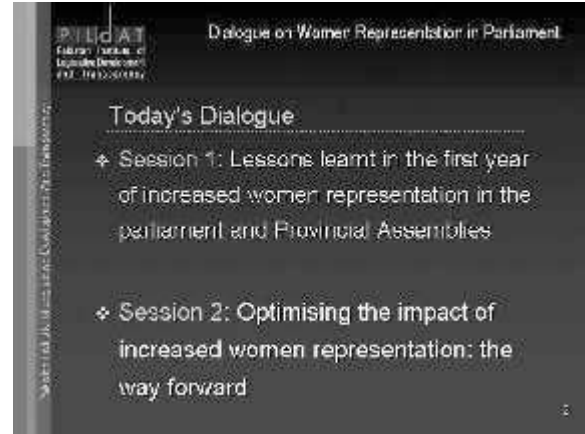 PILdAT
Pakistan Institute of
Legislative Development
and Transparency
Dialogue on Women Representation in Parliament
Today's Dialogue
Session 1: Lessons learnt in the first year
of increased women representation in the
parliament and Provincial Assemblies
Session 2: Optimising the impact of
increased women representation: the
way forward
2